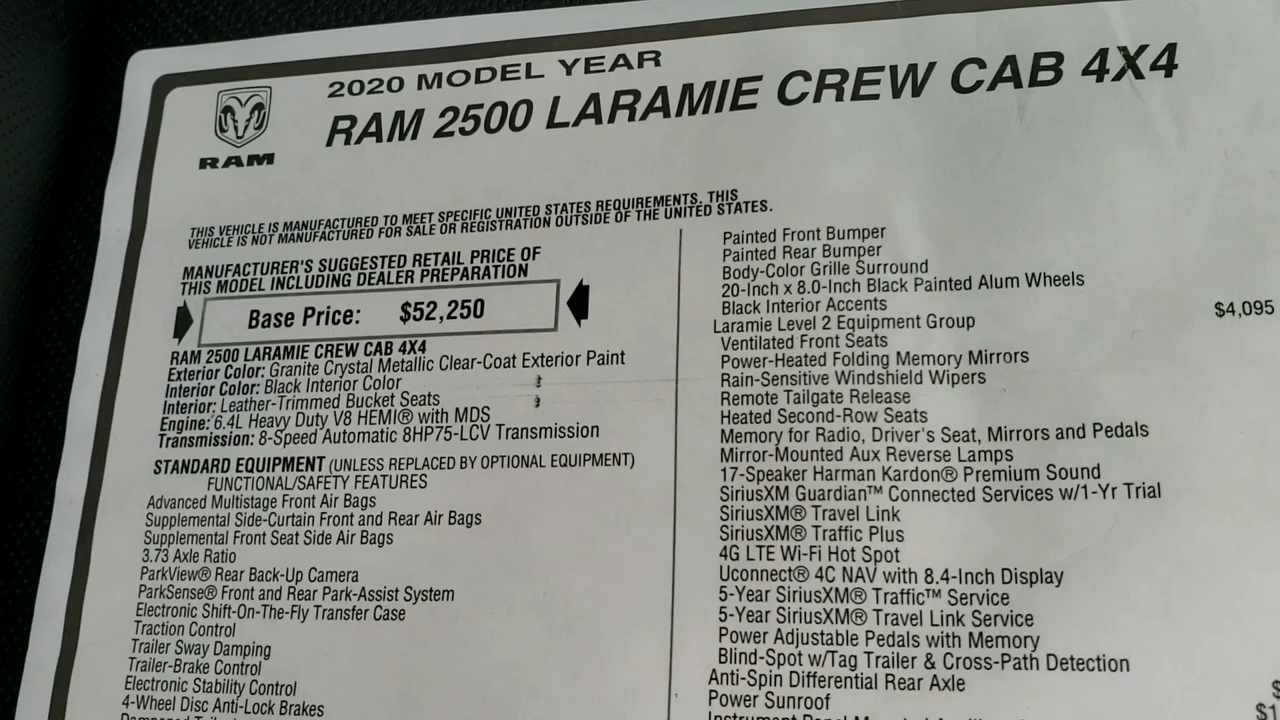 2020 MODEL YEAR
RAM 2500 LARAMIE CREW CAB 4X4
RAM
THIS VEHICLE IS MANUFACTURED TO MEET SPECIFIC UNITED STATES REQUIREMENTS. THIS
VEHICLE IS NOT MANUFACTURED FOR SALE OR REGISTRATION OUTSIDE OF THE UNITED STATES.
MANUFACTURER'S SUGGESTED RETAIL PRICE OF
THIS MODEL INCLUDING DEALER PREPARATION
Base Price: $52,250
RAM 2500 LARAMIE CREW CAB 4X4
Exterior Color: Granite Crystal Metallic Clear-Coat Exterior Paint
Interior Color: Black Interior Color
Interior: Leather-Trimmed Bucket Seats
Engine: 6.4L Heavy Duty V8 HEMI® with MDS
Transmission: 8-Speed Automatic 8HP75-LCV Transmission
STANDARD EQUIPMENT (UNLESS REPLACED BY OPTIONAL EQUIPMENT)
FUNCTIONAL/SAFETY FEATURES
Advanced Multistage Front Air Bags
Supplemental Side-Curtain Front and Rear Air Bags
Supplemental Front Seat Side Air Bags
3.73 Axle Ratio
ParkView® Rear Back-Up Camera
ParkSense® Front and Rear Park-Assist System
Electronic Shift-On-The-Fly Transfer Case
Traction Control
Trailer Sway Damping
Trailer-Brake Control
Electronic Stability Control
4-Wheel Disc Anti-Lock Brakes
Painted Front Bumper
Painted Rear Bumper
Body-Color Grille Surround
20-Inch x 8.0-Inch Black Painted Alum Wheels
Black Interior Accents
Laramie Level 2 Equipment Group $4,095
Ventilated Front Seats
Power-Heated Folding Memory Mirrors
Rain-Sensitive Windshield Wipers
Remote Tailgate Release
Heated Second-Row Seats
Memory for Radio, Driver's Seat, Mirrors and Pedals
Mirror-Mounted Aux Reverse Lamps
17-Speaker Harman Kardon® Premium Sound
SiriusXM Guardian™ Connected Services w/1-Yr Trial
SiriusXM® Travel Link
SiriusXM® Traffic Plus
4G LTE Wi-Fi Hot Spot
Uconnect® 4C NAV with 8.4-Inch Display
5-Year SiriusXM® Traffic™ Service
5-Year SiriusXM® Travel Link Service
Power Adjustable Pedals with Memory
Blind-Spot w/Tag Trailer & Cross-Path Detection
Anti-Spin Differential Rear Axle
Power Sunroof